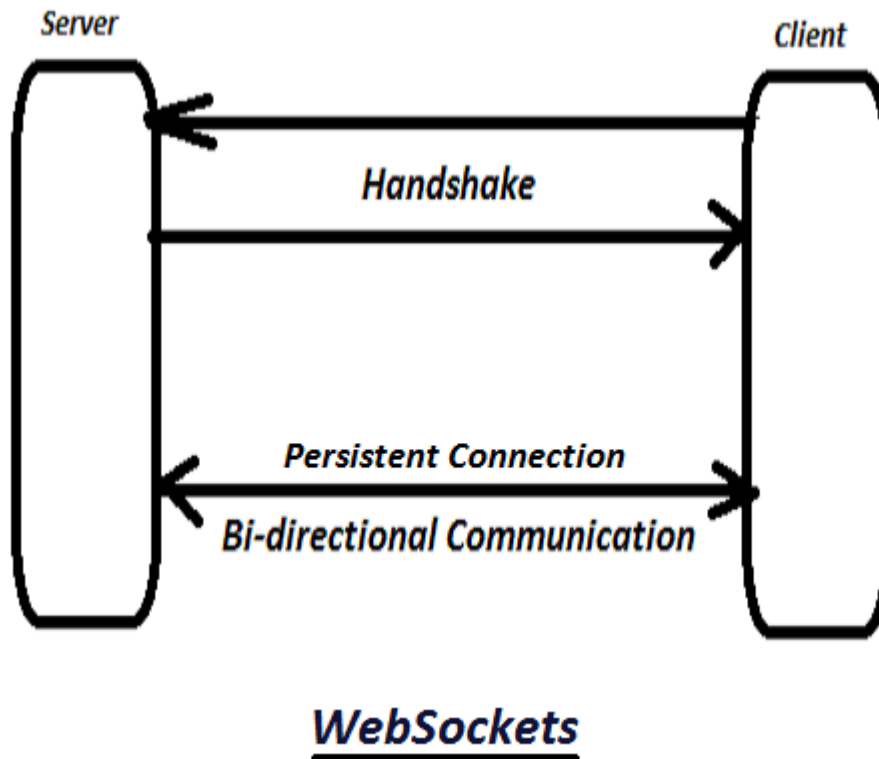 Server
Client
Handshake
Persistent Connection
Bi-directional Communication
WebSockets